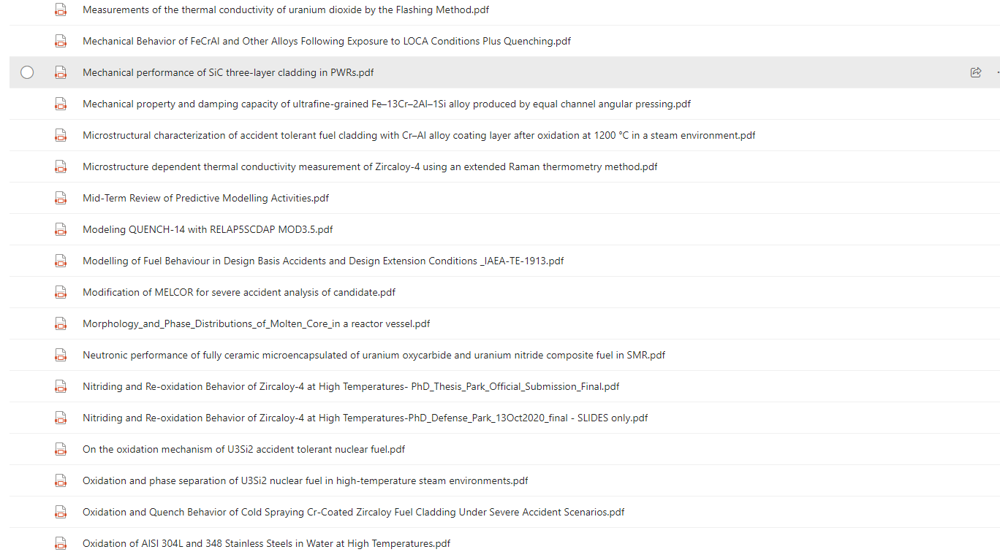 Measurements of the thermal conductivity of uranium dioxide by the Flashing Method.pdf
Mechanical Behavior of FeCrAl and Other Alloys Following Exposure to LOCA Conditions Plus Quenching.pdf
Mechanical performance of SiC three-layer cladding in PWRs.pdf
Mechanical property and damping capacity of ultrafine-grained Fe–13Cr–2Al–1Si alloy produced by equal channel angular pressing.pdf
Microstructural characterization of accident tolerant fuel cladding with Cr–Al alloy coating layer after oxidation at 1200 °C in a steam environment.pdf
Microstructure dependent thermal conductivity measurement of Zircaloy-4 using an extended Raman thermometry method.pdf
Mid-Term Review of Predictive Modelling Activities.pdf
Modeling QUENCH-14 with RELAP5SCDAP MOD3.5.pdf
Modelling of Fuel Behaviour in Design Basis Accidents and Design Extension Conditions _IAEA-TE-1913.pdf
Modification of MELCOR for severe accident analysis of candidate.pdf
Morphology_and_Phase_Distributions_of_Molten_Core_in a reactor vessel.pdf
Neutronic performance of fully ceramic microencapsulated of uranium oxycarbide and uranium nitride composite fuel in SMR.pdf
Nitriding and Re-oxidation Behavior of Zircaloy-4 at High Temperatures- PhD_Thesis_Park_Official_Submission_Final.pdf
Nitriding and Re-oxidation Behavior of Zircaloy-4 at High Temperatures-PhD_Defense_Park_13Oct2020_final - SLIDES only.pdf
On the oxidation mechanism of U3Si2 accident tolerant nuclear fuel.pdf
Oxidation and phase separation of U3Si2 nuclear fuel in high-temperature steam environments.pdf
Oxidation and Quench Behavior of Cold Spraying Cr-Coated Zircaloy Fuel Cladding Under Severe Accident Scenarios.pdf
Oxidation of AISI 304L and 348 Stainless Steels in Water at High Temperatures.pdf